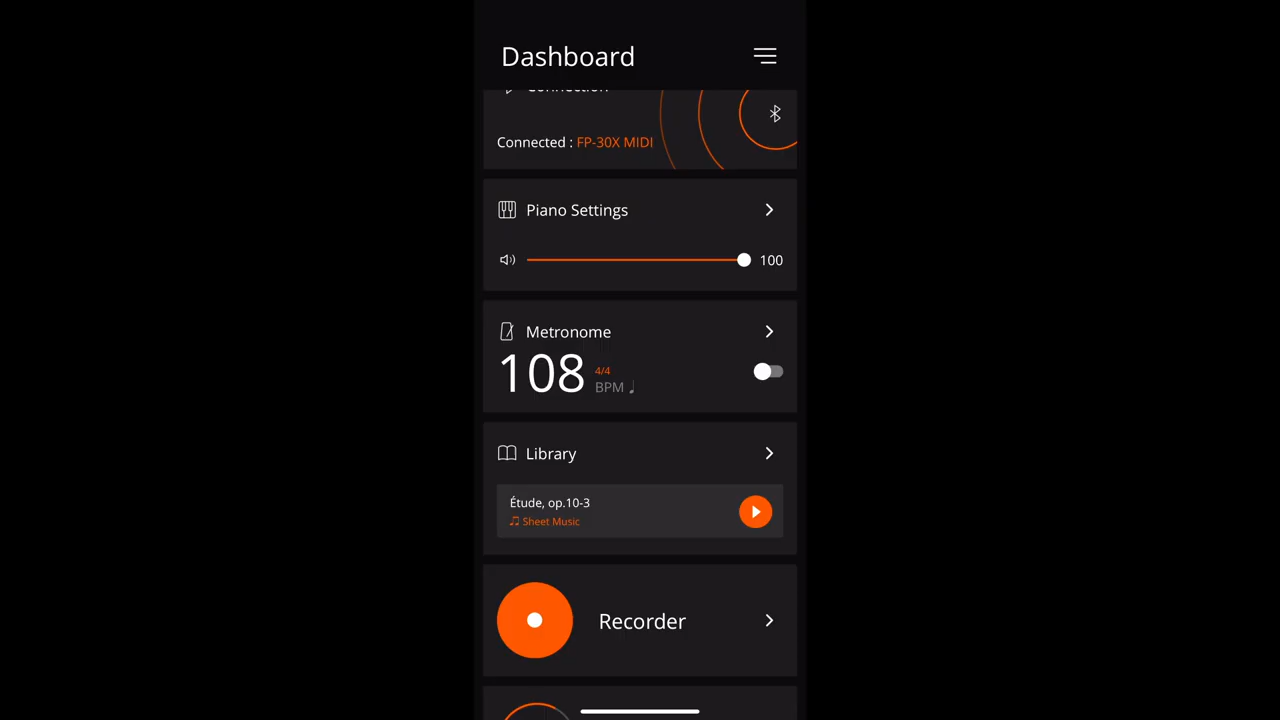 Dashboard
Connection
Connected : FP-30X MIDI
Piano Settings
100
Metronome
108
4/4
BPM
Library
Étude, op.10-3
Sheet Music
Recorder